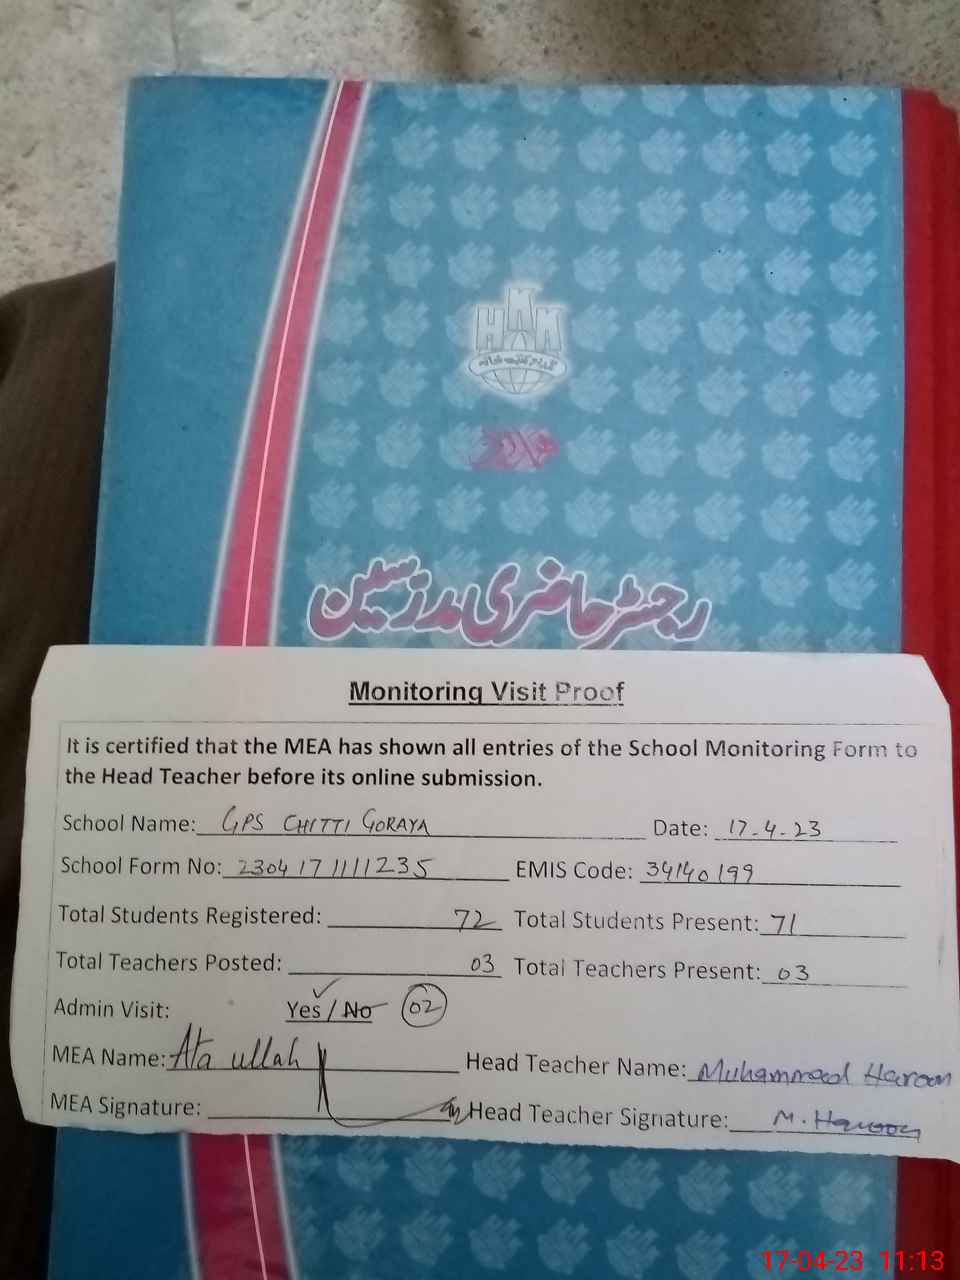 HMM
رجسٹر حاضری مدرسین
Monitoring Visit Proof
It is certified that the MEA has shown all entries of the School Monitoring Form to
the Head Teacher before its online submission.
School Name: GPS CHITTI GORAYA Date: 17-4-23
School Form No: 230417111111235 EMIS Code: 34140199
Total Students Registered: 72 Total Students Present: 71
Total Teachers Posted: 03 Total Teachers Present: 03
Admin Visit: Yes / No 02
MEA Name: Ata ullah Head Teacher Name: Muhammad Haroon
MEA Signature: Head Teacher Signature: M. Haroon
17-04-23 11:13